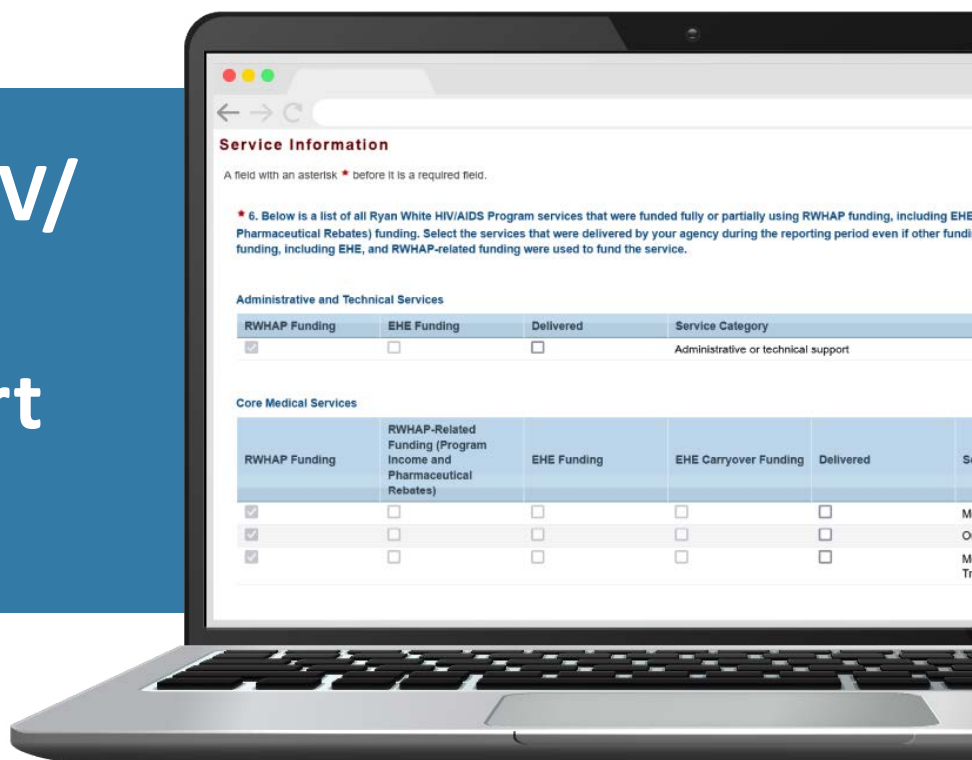 V/
rt
Service Information
A field with an asterisk * before it is a required field.
* 6. Below is a list of all Ryan White HIV/AIDS Program services that were funded fully or partially using RWHAP funding, including EHE
Pharmaceutical Rebates) funding. Select the services that were delivered by your agency during the reporting period even if other fundi
funding, including EHE, and RWHAP-related funding were used to fund the service.
Administrative and Technical Services
RWHAP Funding EHE Funding Delivered Service Category
Administrative or technical support
Core Medical Services
RWHAP-Related
Funding (Program
RWHAP Funding Income and EHE Funding EHE Carryover Funding Delivered Se
Pharmaceutical
Rebates)
M
Ou
M
Tr